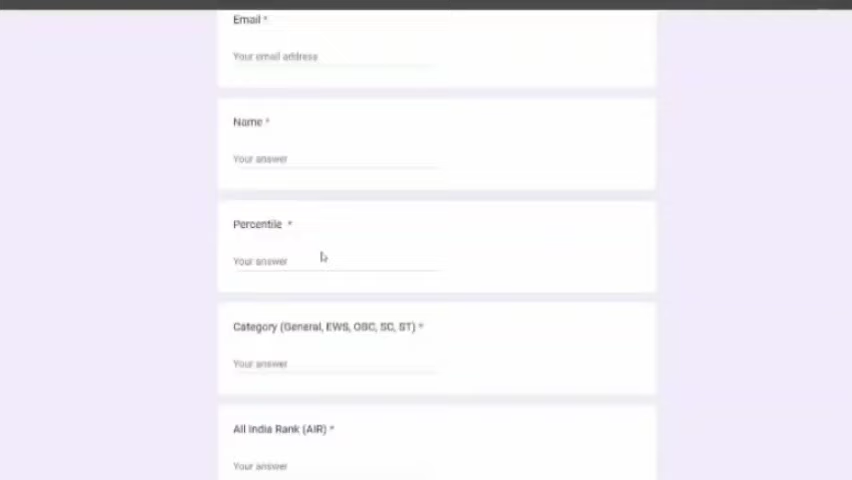 Email *
Your email address
Name *
Your answer
Percentile *
Your answer
Category (General, EWS, OBC, SC, ST) *
Your answer
All India Rank (AIR) *
Your answer